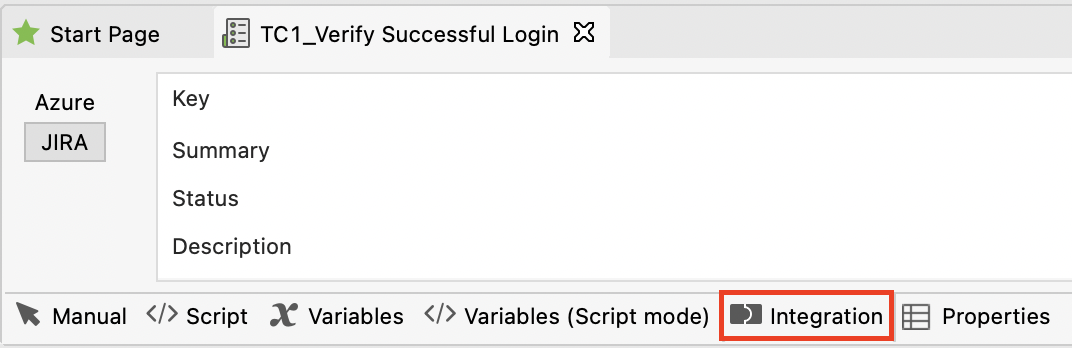 Start Page TC1_Verify Successful Login
Azure
JIRA
Key
Summary
Status
Description
Manual </> Script x Variables </> Variables (Script mode) Integration Properties